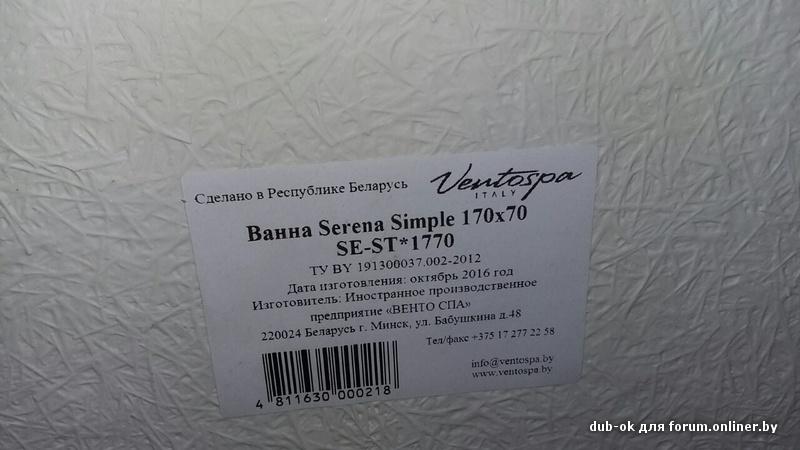 Сделано в Республике Беларусь
Ventospa
ITALY
Ванна Serena Simple 170x70
SE-ST*1770
ТУ BY 191300037.002-2012
Дата изготовления: октябрь 2016 год
Изготовитель: Иностранное производственное
предприятие «ВЕНТО СПА»
220024 Беларусь г. Минск, ул. Бабушкина д.48
Тел/факс +375 17 277 22 58
info@ventospa.by
www.ventospa.by
4 811630 000218
dub-ok для forum.onliner.by